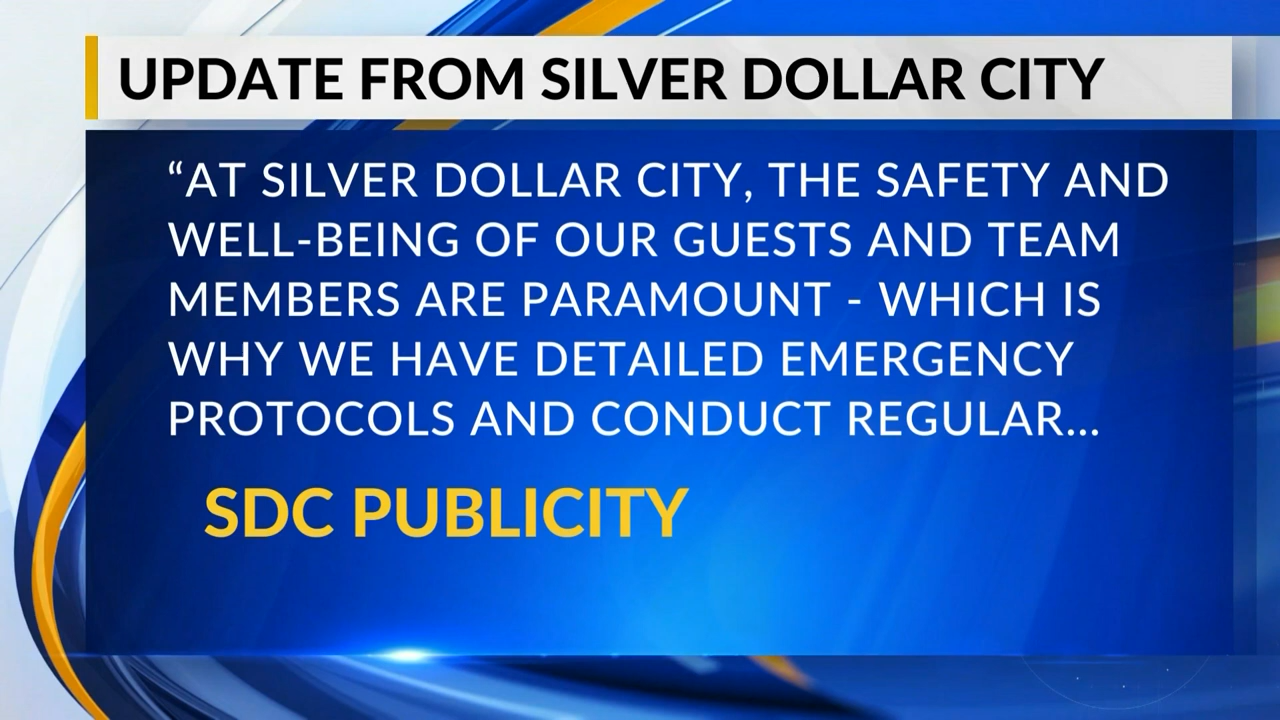 UPDATE FROM SILVER DOLLAR CITY
“AT SILVER DOLLAR CITY, THE SAFETY AND
WELL-BEING OF OUR GUESTS AND TEAM
MEMBERS ARE PARAMOUNT - WHICH IS
WHY WE HAVE DETAILED EMERGENCY
PROTOCOLS AND CONDUCT REGULAR...
SDC PUBLICITY